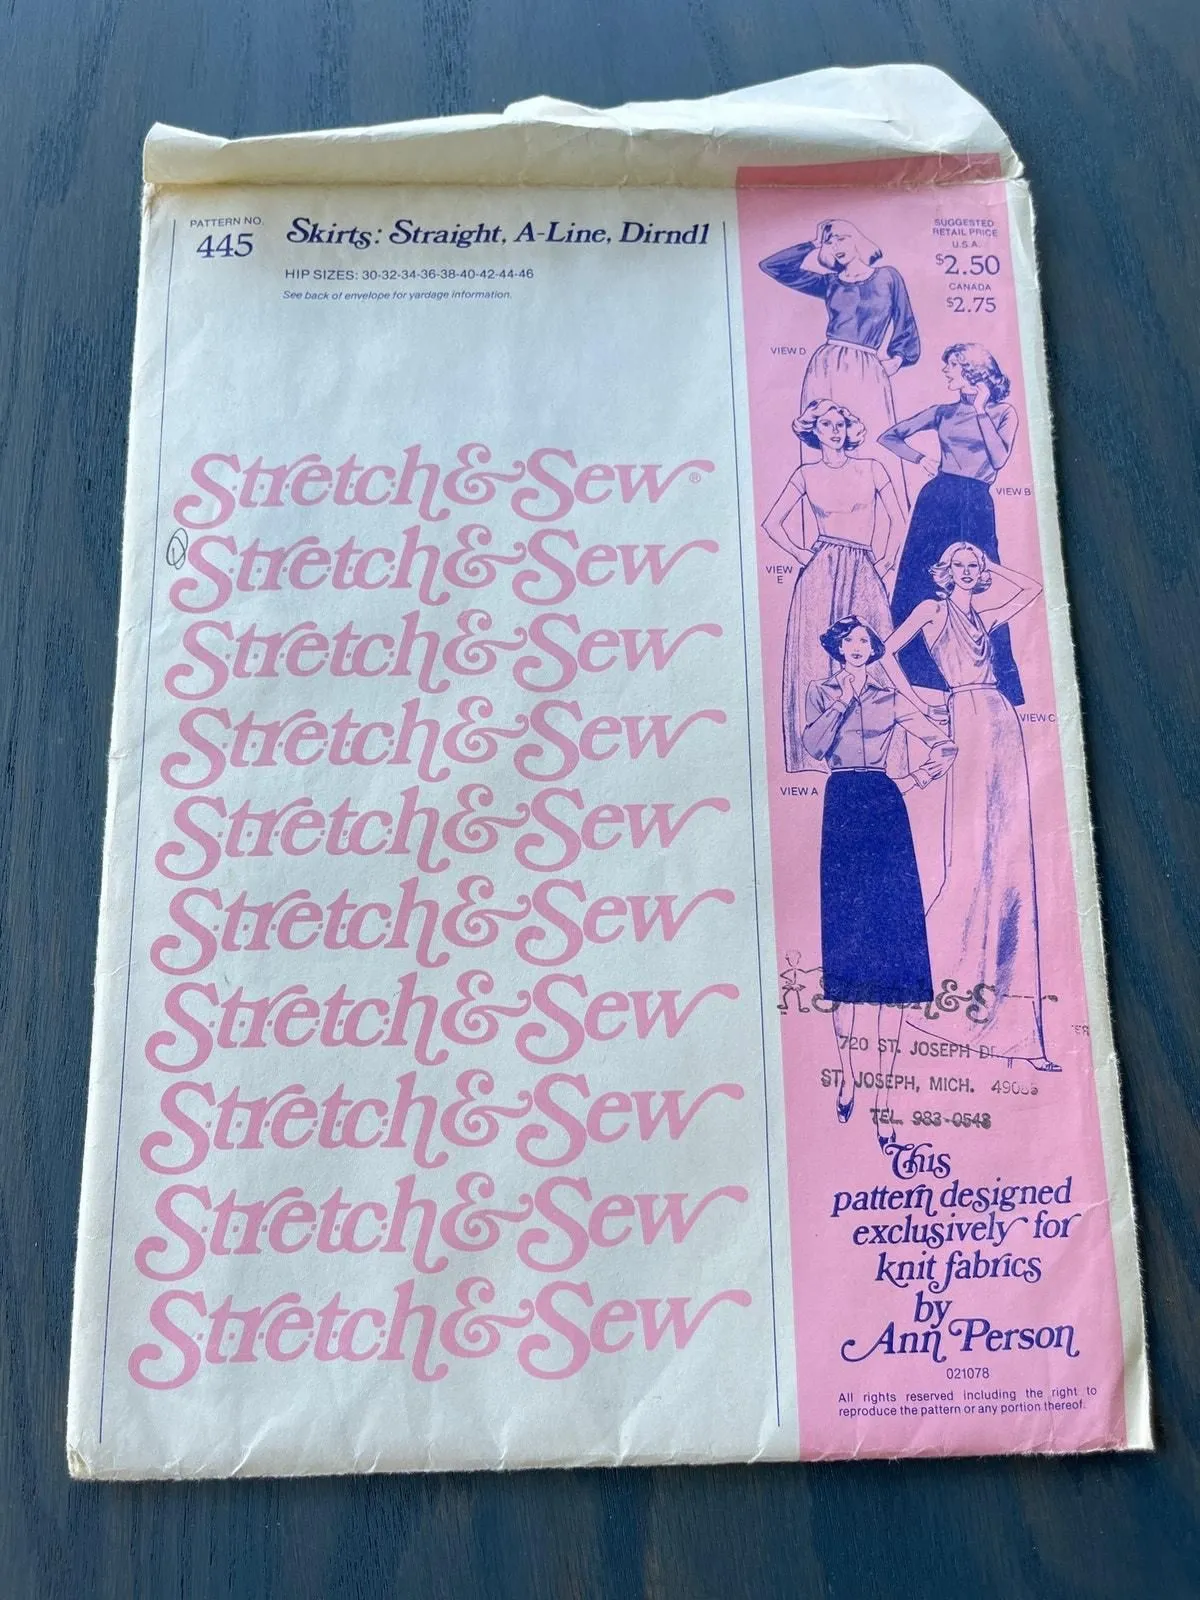 PATTERN NO.
445
Skirts: Straight, A-Line, Dirndl
HIP SIZES: 30-32-34-36-38-40-42-44-46
See back of envelope for yardage information.
SUGGESTED
RETAIL PRICE
U.S.A.
$2.50
CANADA
$2.75
VIEW D
VIEW B
VIEW
E
VIEW C
VIEW A
Stretch & Sew®
Stretch & Sew
Stretch & Sew
Stretch & Sew
Stretch & Sew
Stretch & Sew
Stretch & Sew
Stretch & Sew
Stretch & Sew
Stretch & Sew
720 ST. JOSEPH
ST. JOSEPH, MICH. 49085
TEL. 983-0548
This
pattern designed
exclusively for
knit fabrics
by
Ann Person
021078
All rights reserved including the right to
reproduce the pattern or any portion thereof.